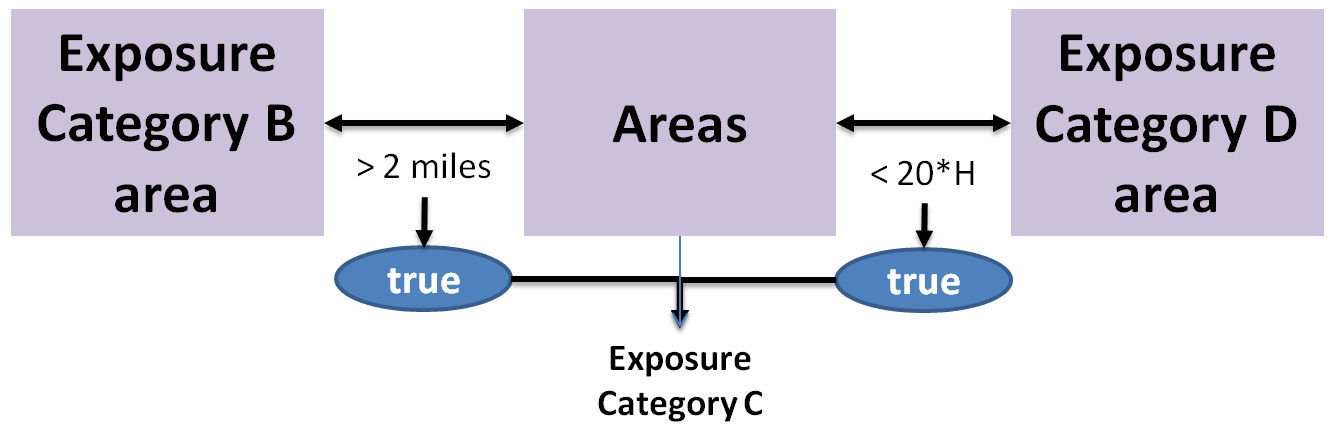 Exposure
Category B
area
> 2 miles
true
Areas
< 20*H
true
Exposure
Category D
area
Exposure
Category C